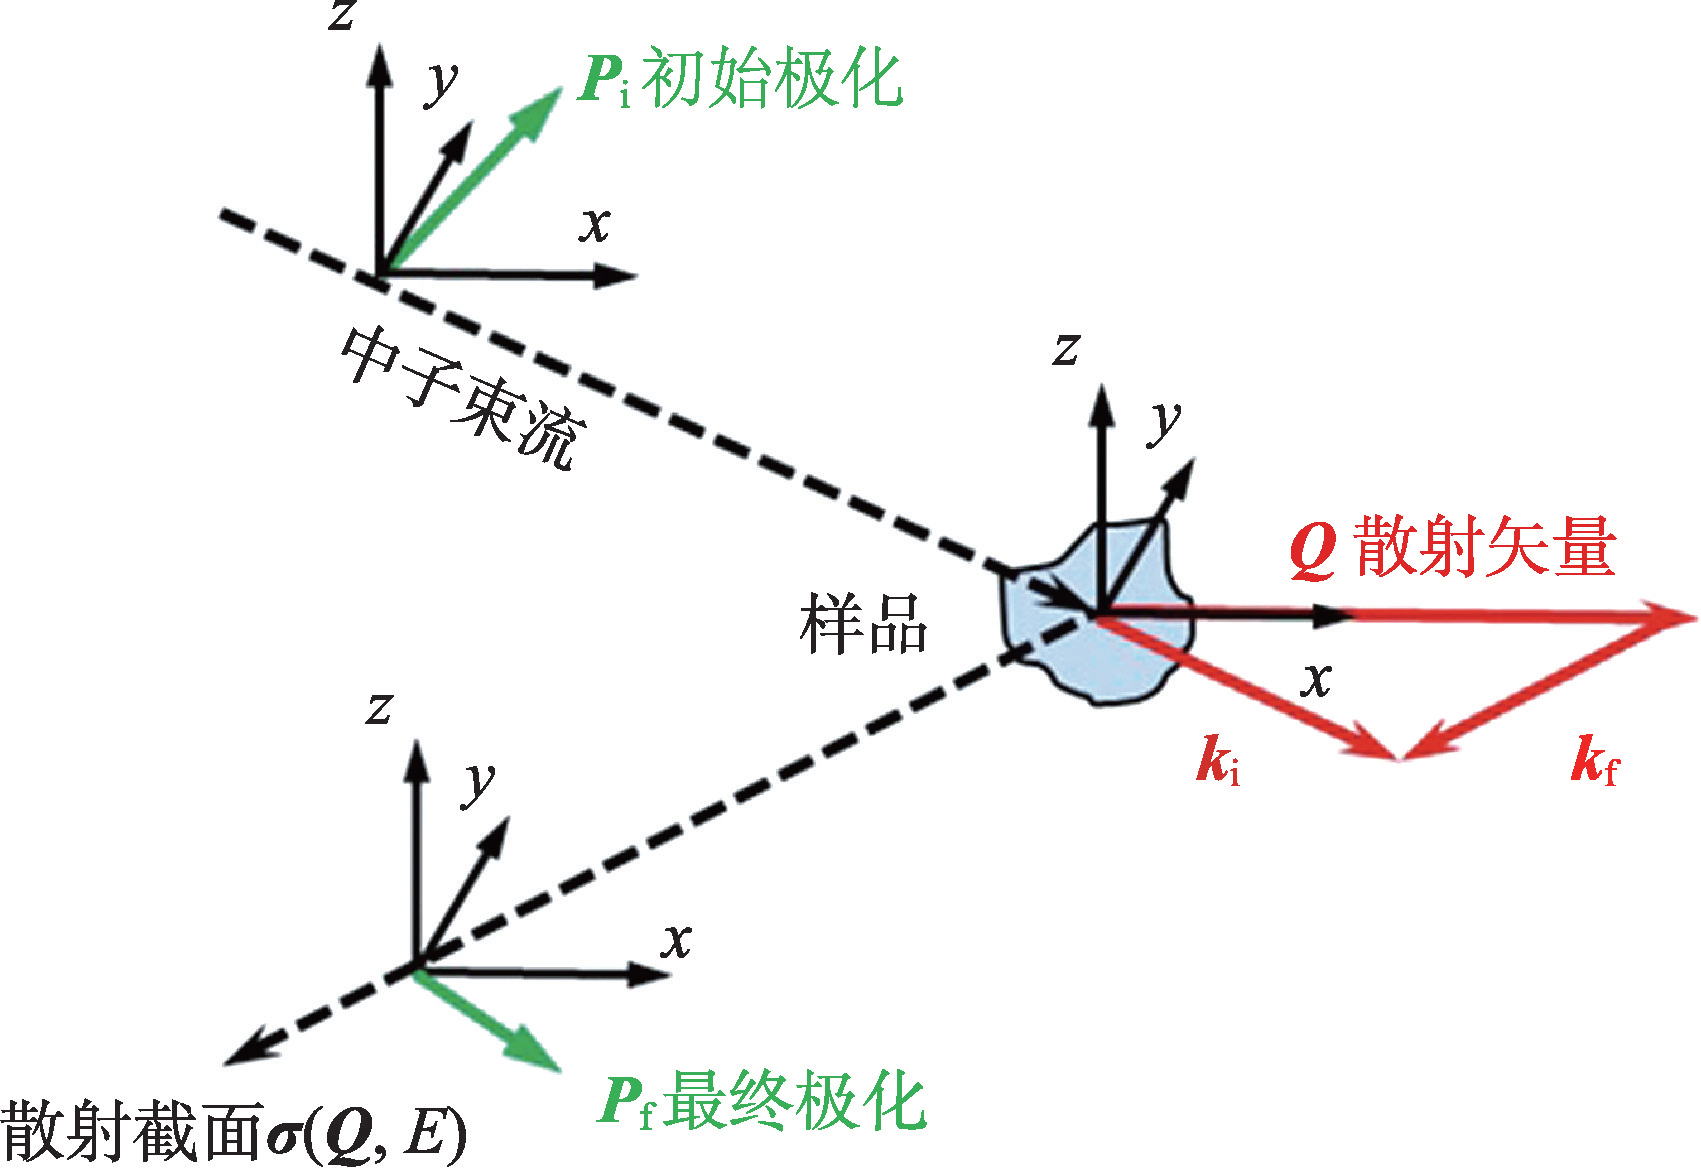 z
y
P_i 初始极化
x
中子束流
z
y
Q 散射矢量
样品
x
k_i
k_f
z
y
x
P_f 最终极化
散射截面σ(Q, E)